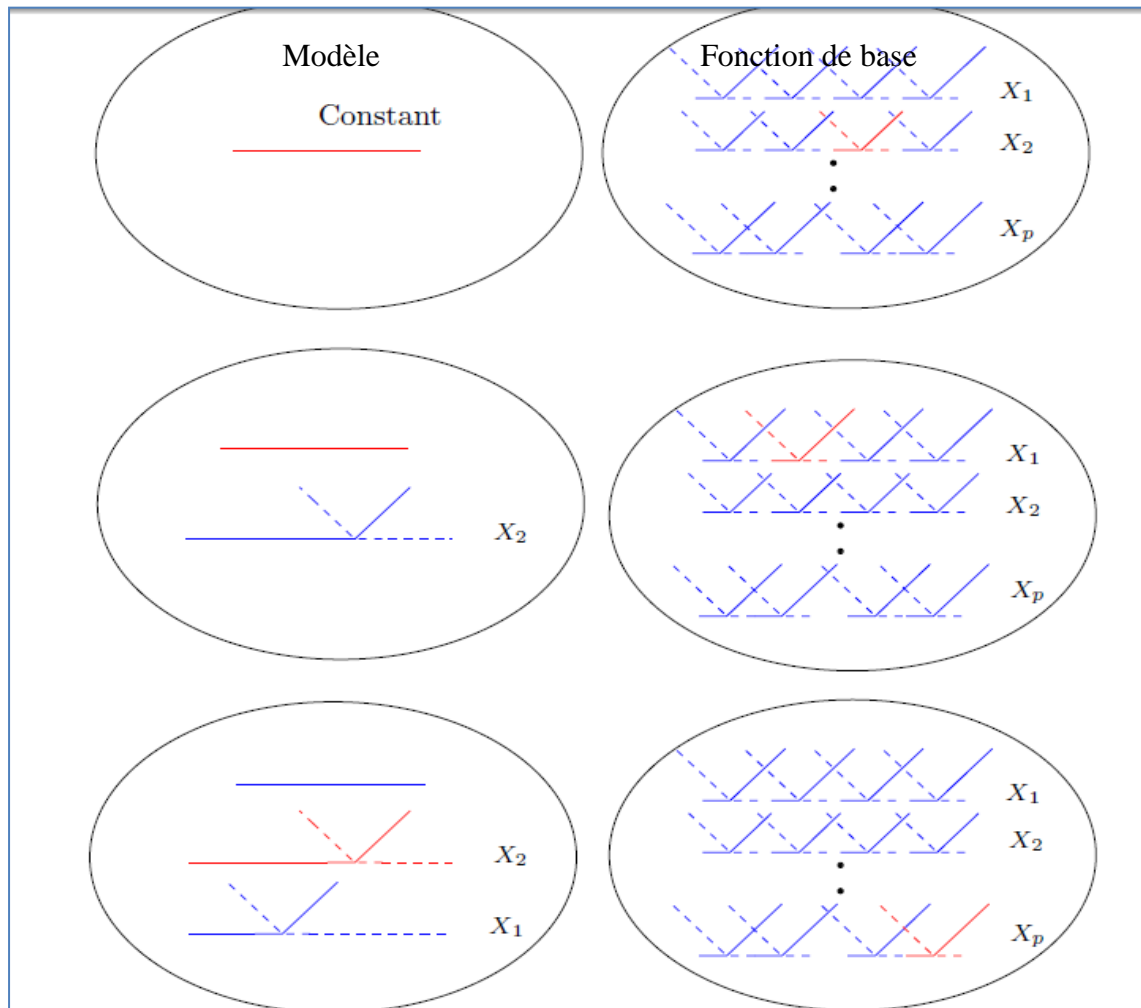 Modèle
Fonction de base
Constant
X₁
X₂
Xₚ
X₂
X₁
X₂
Xₚ
X₂
X₁
X₁
X₂
Xₚ